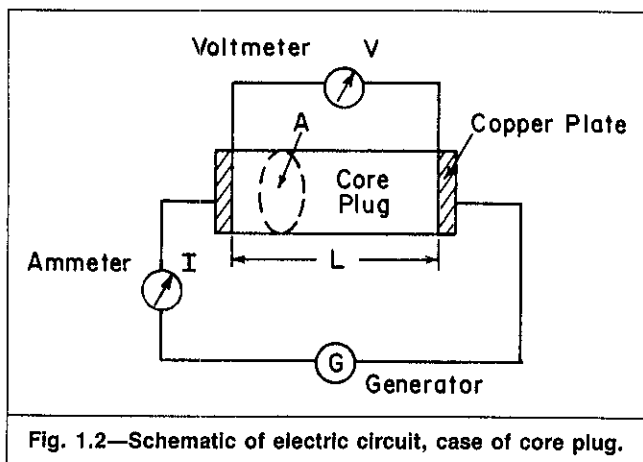 Voltmeter V
A
Copper Plate
Core
Plug
Ammeter I
L
G
Generator
Fig. 1.2—Schematic of electric circuit, case of core plug.